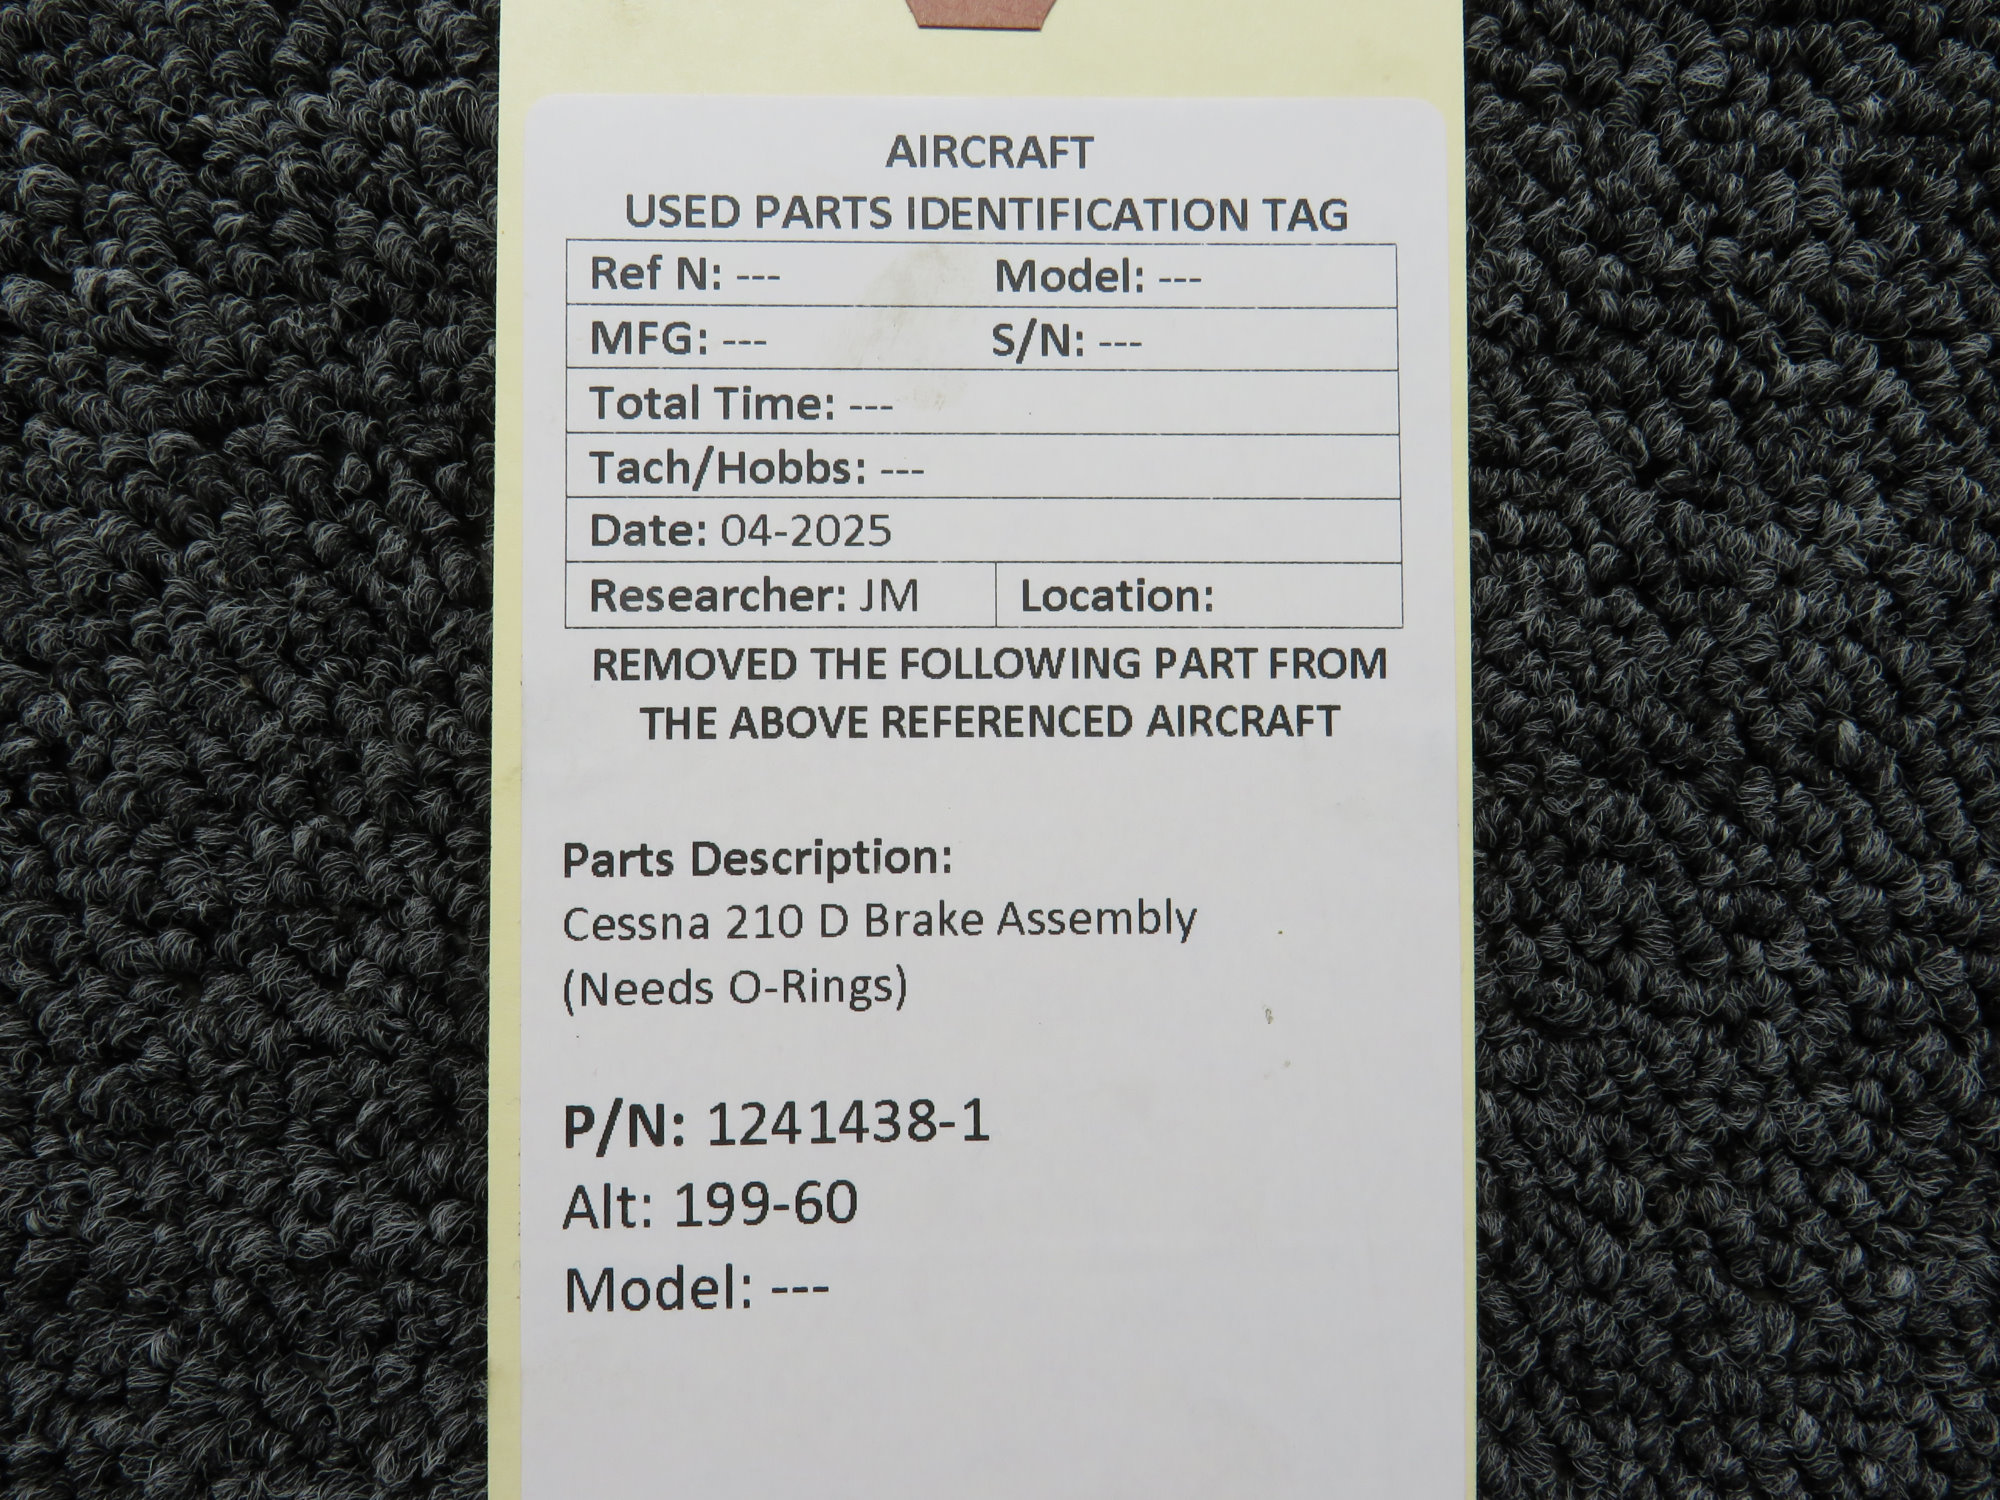 AIRCRAFT
USED PARTS IDENTIFICATION TAG
Ref N: --- Model: ---
MFG: --- S/N: ---
Total Time: ---
Tach/Hobbs: ---
Date: 04-2025
Researcher: JM Location:
REMOVED THE FOLLOWING PART FROM
THE ABOVE REFERENCED AIRCRAFT
Parts Description:
Cessna 210 D Brake Assembly
(Needs O-Rings)
P/N: 1241438-1
Alt: 199-60
Model: ---